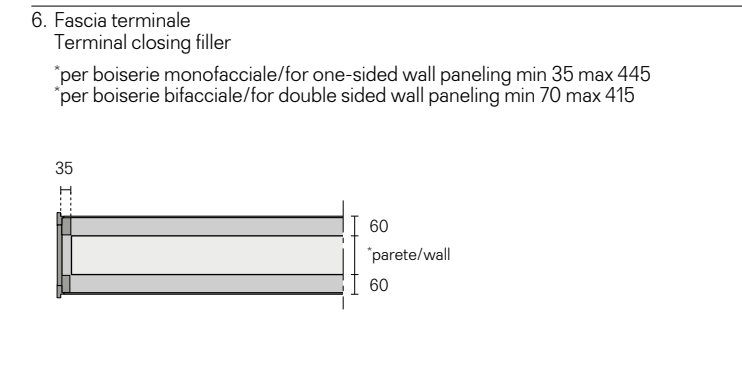 6. Fascia terminale
Terminal closing filler
*per boiserie monofacciale/for one-sided wall paneling min 35 max 445
*per boiserie bifacciale/for double sided wall paneling min 70 max 415
35
60
*parete/wall
60